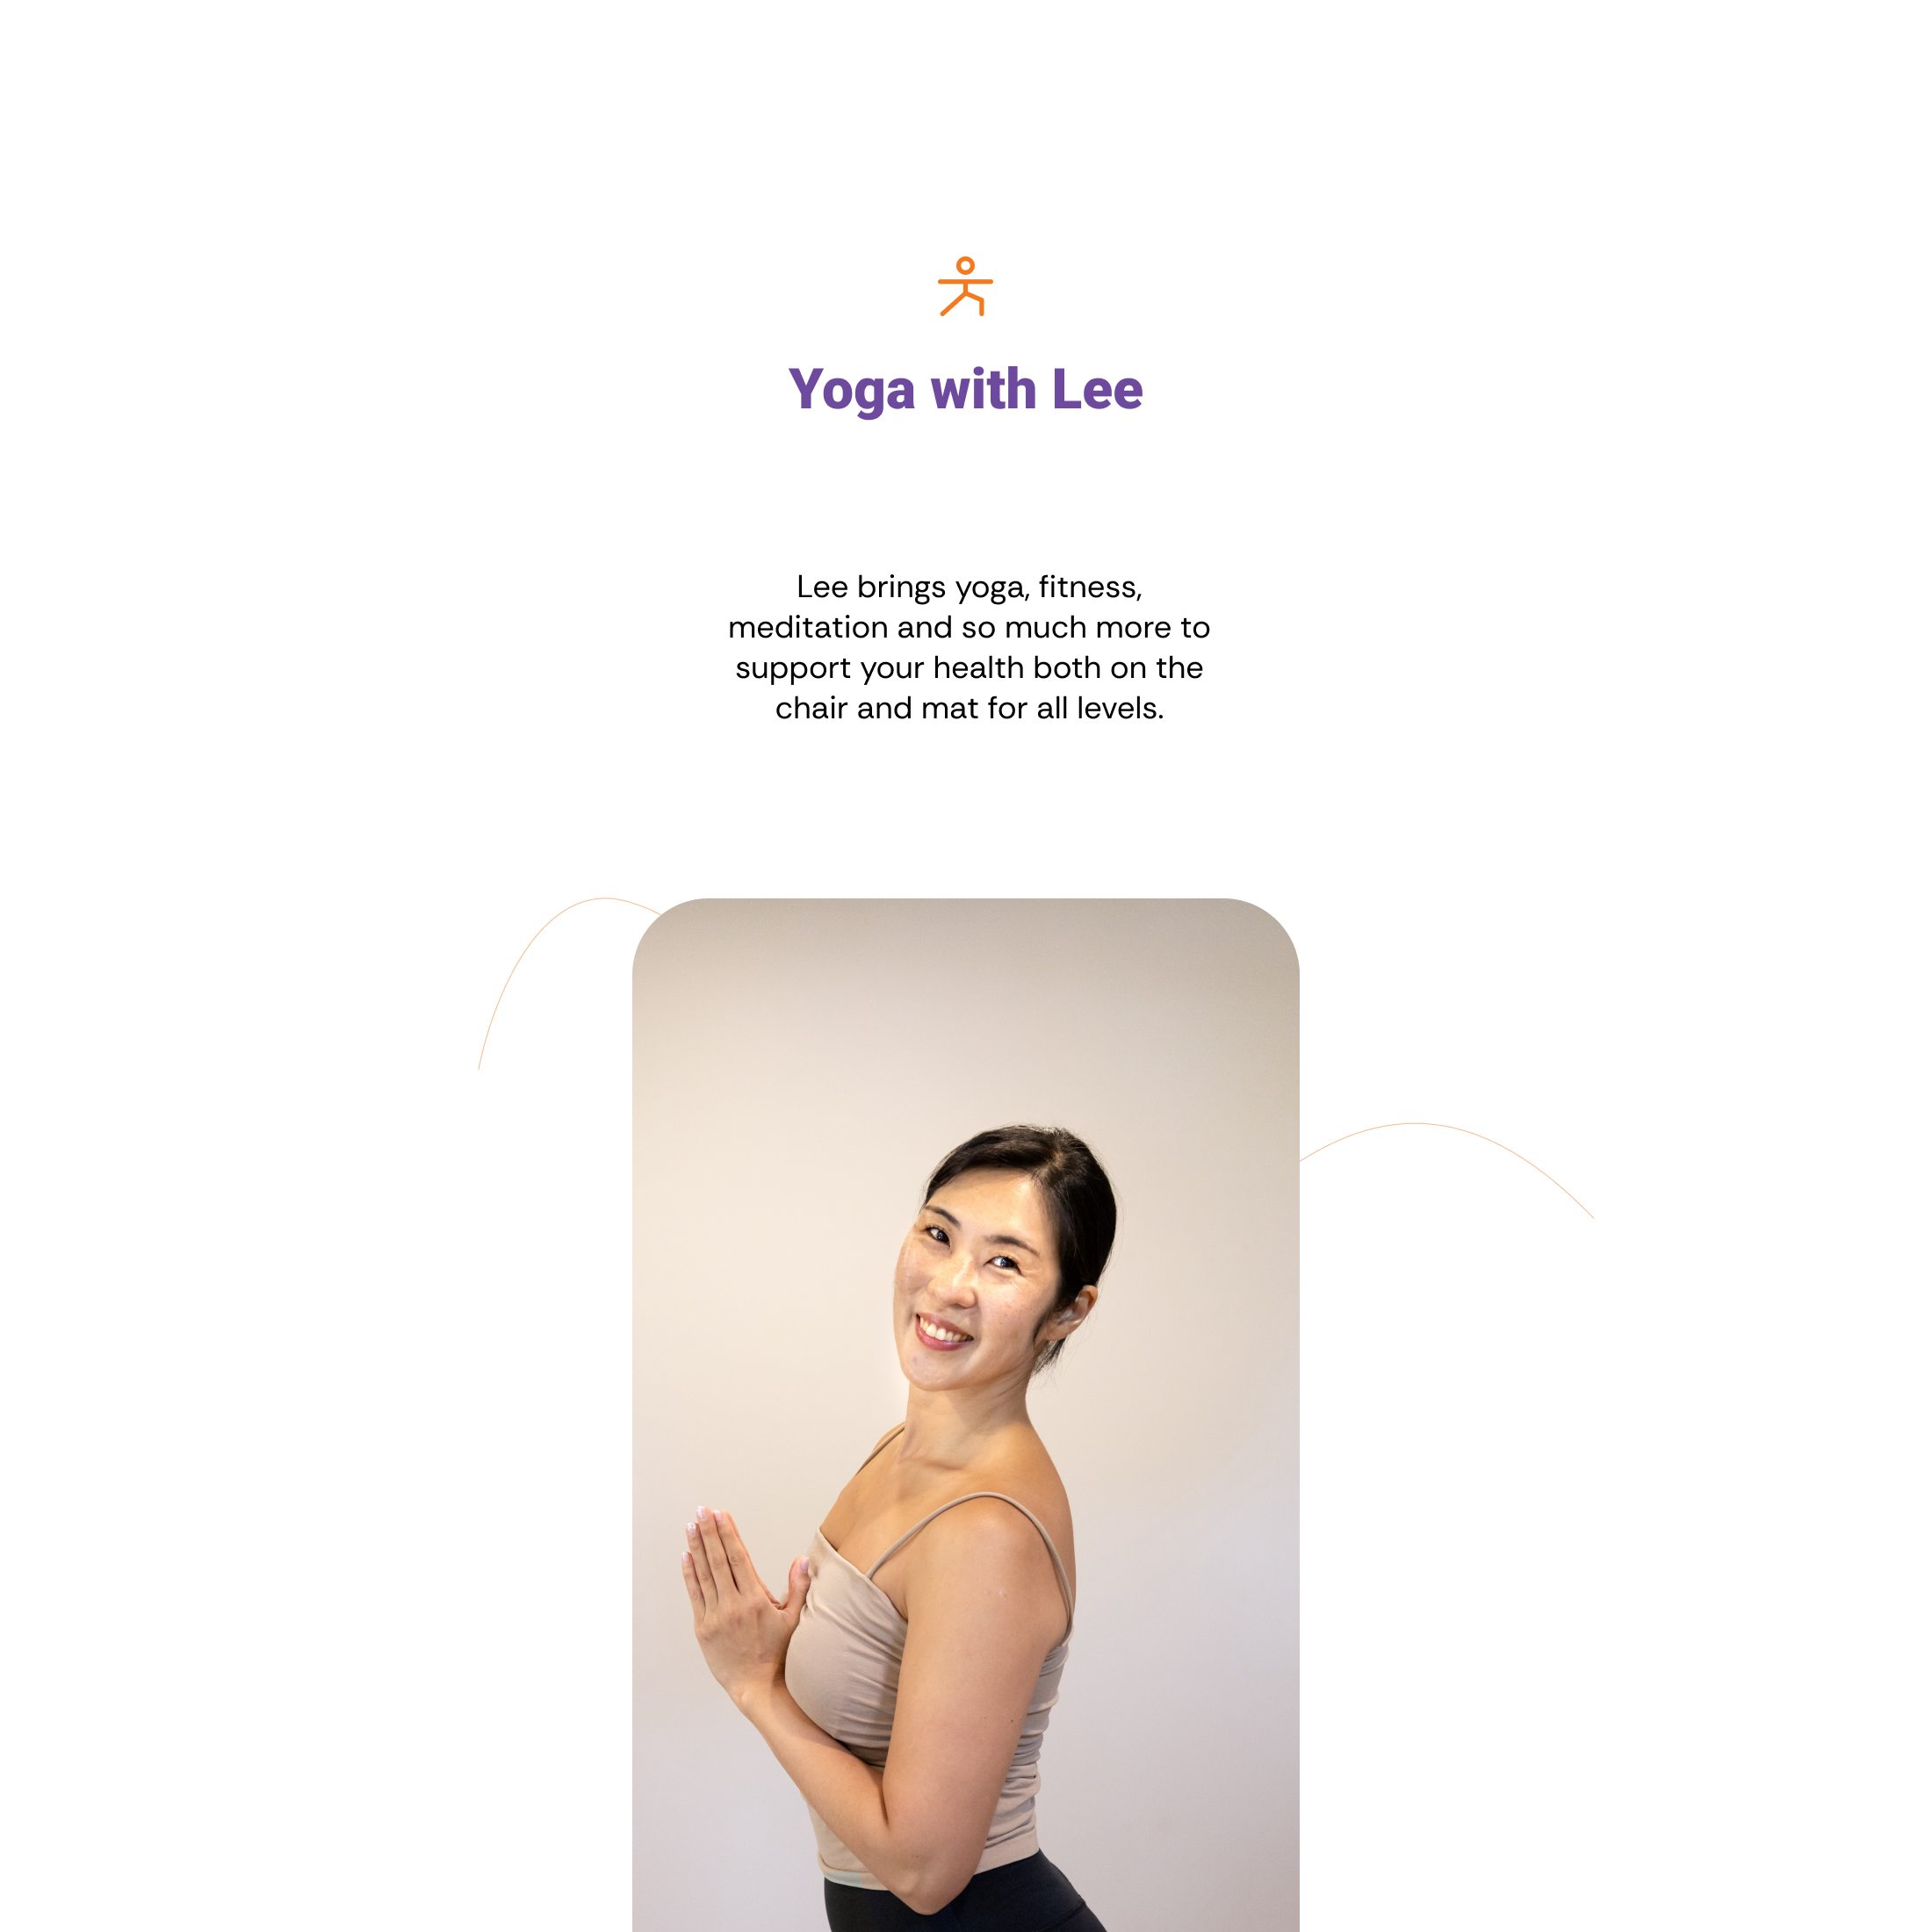 Yoga with Lee
Lee brings yoga, fitness,
meditation and so much more to
support your health both on the
chair and mat for all levels.